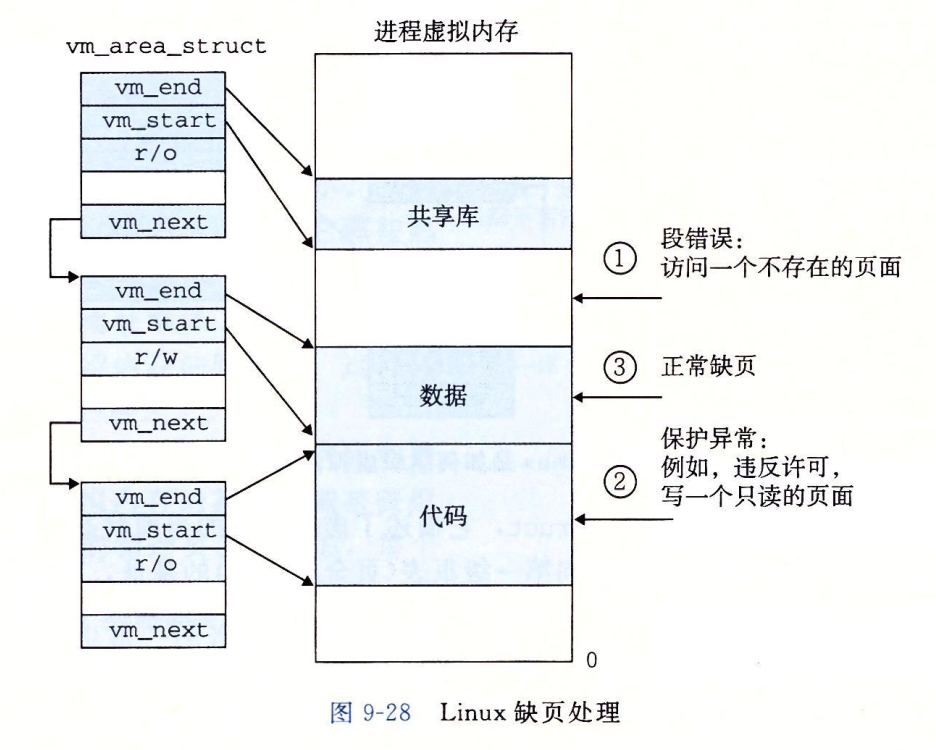 进程虚拟内存
vm_area_struct
vm_end
vm_start
r/o
vm_next
vm_end
vm_start
r/w
vm_next
vm_end
vm_start
r/o
vm_next
共享库
数据
代码
0
① 段错误:
访问一个不存在的页面
③ 正常缺页
保护异常:
② 例如, 违反许可,
写一个只读的页面
图 9-28 Linux 缺页处理